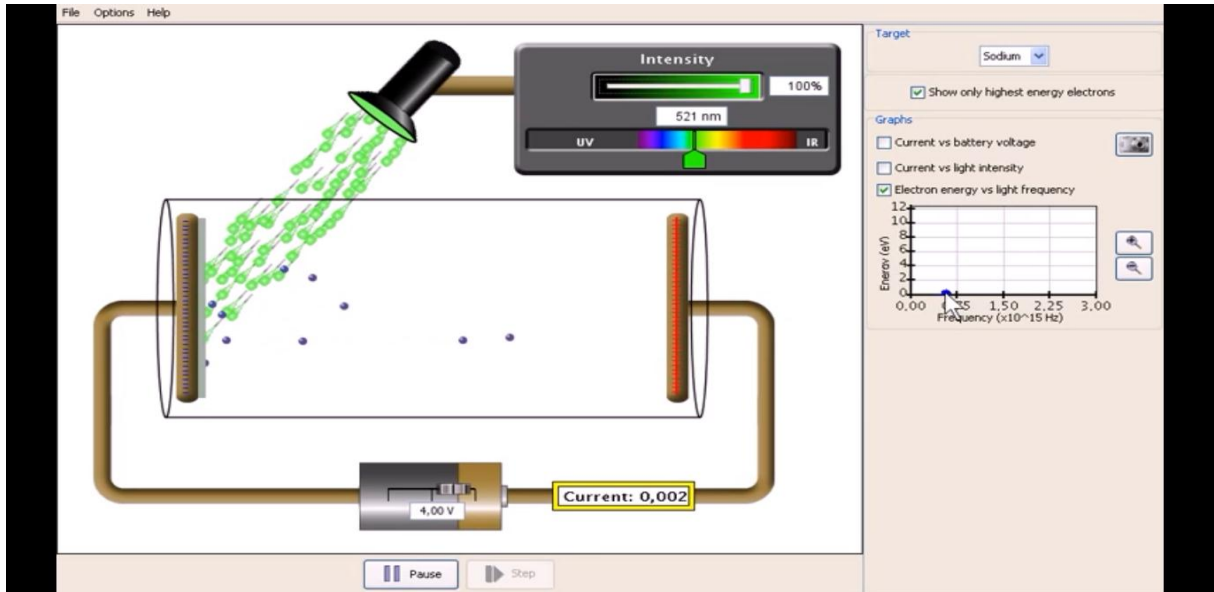 File Options Help
Intensity
100%
521 nm
UV IR
4,00 V
Current: 0,002
Pause Step
Target
Sodium
Show only highest energy electrons
Graphs
Current vs battery voltage
Current vs light intensity
Electron energy vs light frequency
Energy (eV)
12
10
8
6
4
2
0
0,00 1,50 2,25 3,00
Frequency (x10^15 Hz)